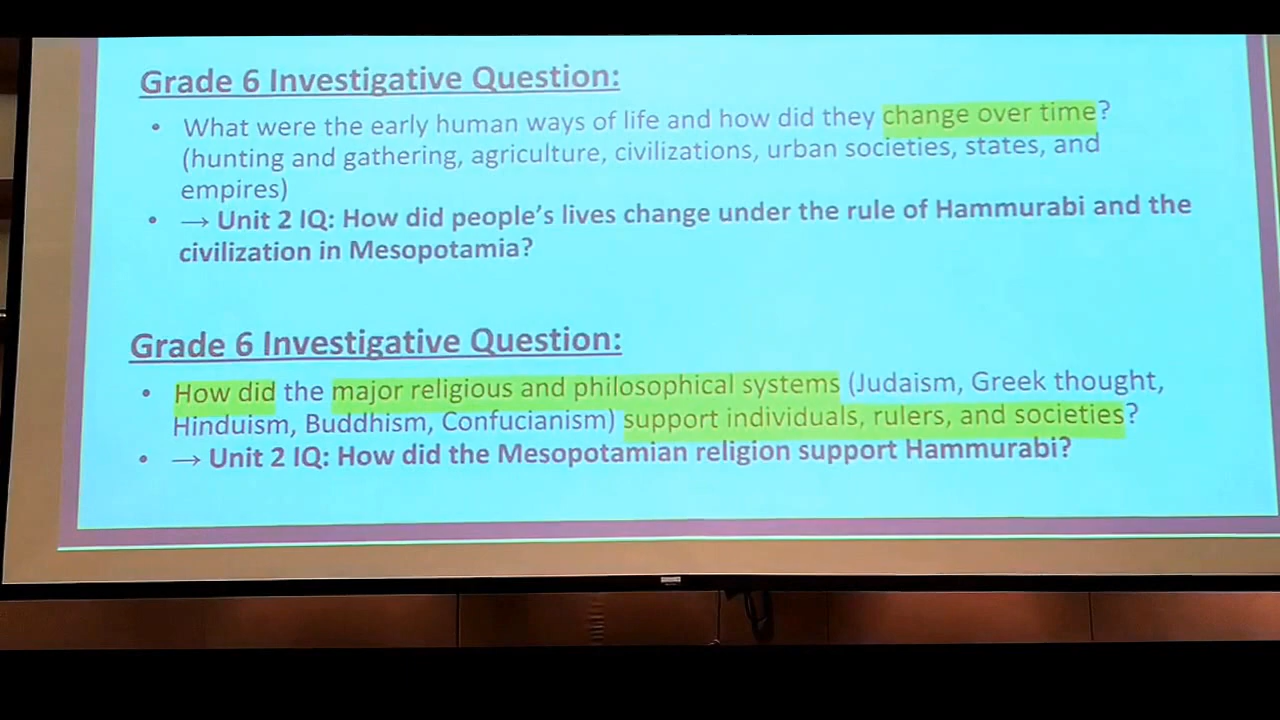 Grade 6 Investigative Question:
• What were the early human ways of life and how did they change over time?
(hunting and gathering, agriculture, civilizations, urban societies, states, and
empires)
• → Unit 2 IQ: How did people's lives change under the rule of Hammurabi and the
civilization in Mesopotamia?
Grade 6 Investigative Question:
• How did the major religious and philosophical systems (Judaism, Greek thought,
Hinduism, Buddhism, Confucianism) support individuals, rulers, and societies?
• → Unit 2 IQ: How did the Mesopotamian religion support Hammurabi?